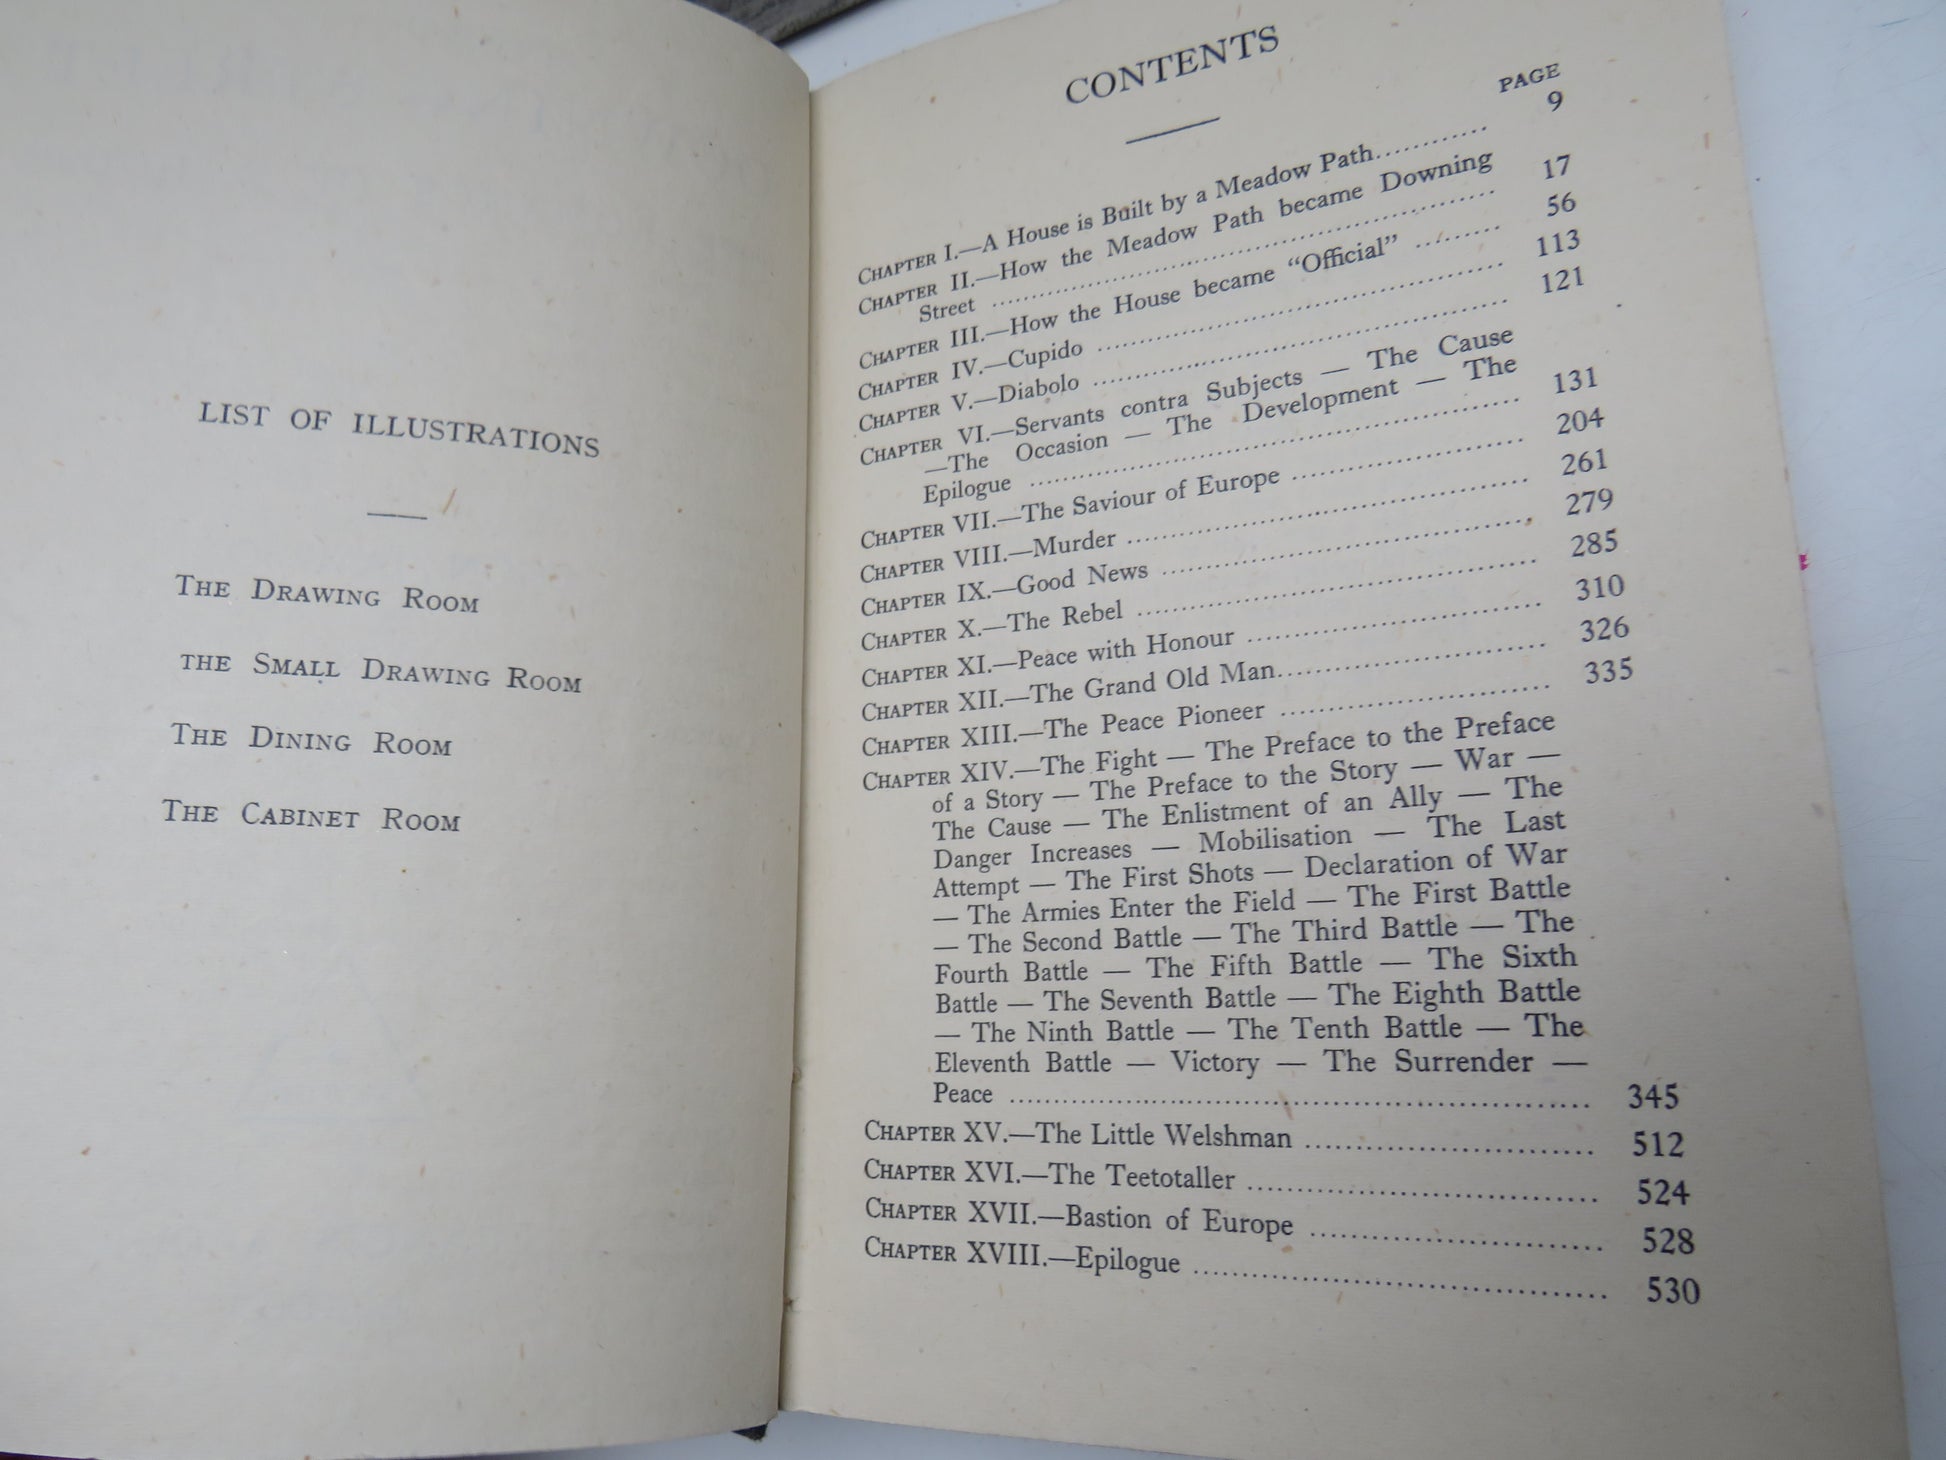 LIST OF ILLUSTRATIONS
THE DRAWING ROOM
THE SMALL DRAWING ROOM
THE DINING ROOM
THE CABINET ROOM
CONTENTS
PAGE
CHAPTER I.—A House is Built by a Meadow Path........... 9
CHAPTER II.—How the Meadow Path became Downing
Street ........................................ 17
CHAPTER III.—How the House became “Official” ......... 56
CHAPTER IV.—Cupido ........................................ 113
CHAPTER V.—Diabolo ........................................ 121
CHAPTER VI.—Servants contra Subjects — The Cause
—The Occasion — The Development — The
Epilogue ........................................ 131
CHAPTER VII.—The Saviour of Europe ..................... 204
CHAPTER VIII.—Murder ........................................ 261
CHAPTER IX.—Good News ................................... 279
CHAPTER X.—The Rebel ..................................... 285
CHAPTER XI.—Peace with Honour .......................... 310
CHAPTER XII.—The Grand Old Man......................... 326
CHAPTER XIII.—The Peace Pioneer ........................ 335
CHAPTER XIV.—The Fight — The Preface to the Preface
of a Story — The Preface to the Story — War —
The Cause — The Enlistment of an Ally — The
Danger Increases — Mobilisation — The Last
Attempt — The First Shots — Declaration of War
— The Armies Enter the Field — The First Battle
— The Second Battle — The Third Battle — The
Fourth Battle — The Fifth Battle — The Sixth
Battle — The Seventh Battle — The Eighth Battle
— The Ninth Battle — The Tenth Battle — The
Eleventh Battle — Victory — The Surrender —
Peace ........................................ 345
CHAPTER XV.—The Little Welshman ....................... 512
CHAPTER XVI.—The Teetotaller ............................ 524
CHAPTER XVII.—Bastion of Europe ........................ 528
CHAPTER XVIII.—Epilogue .................................. 530